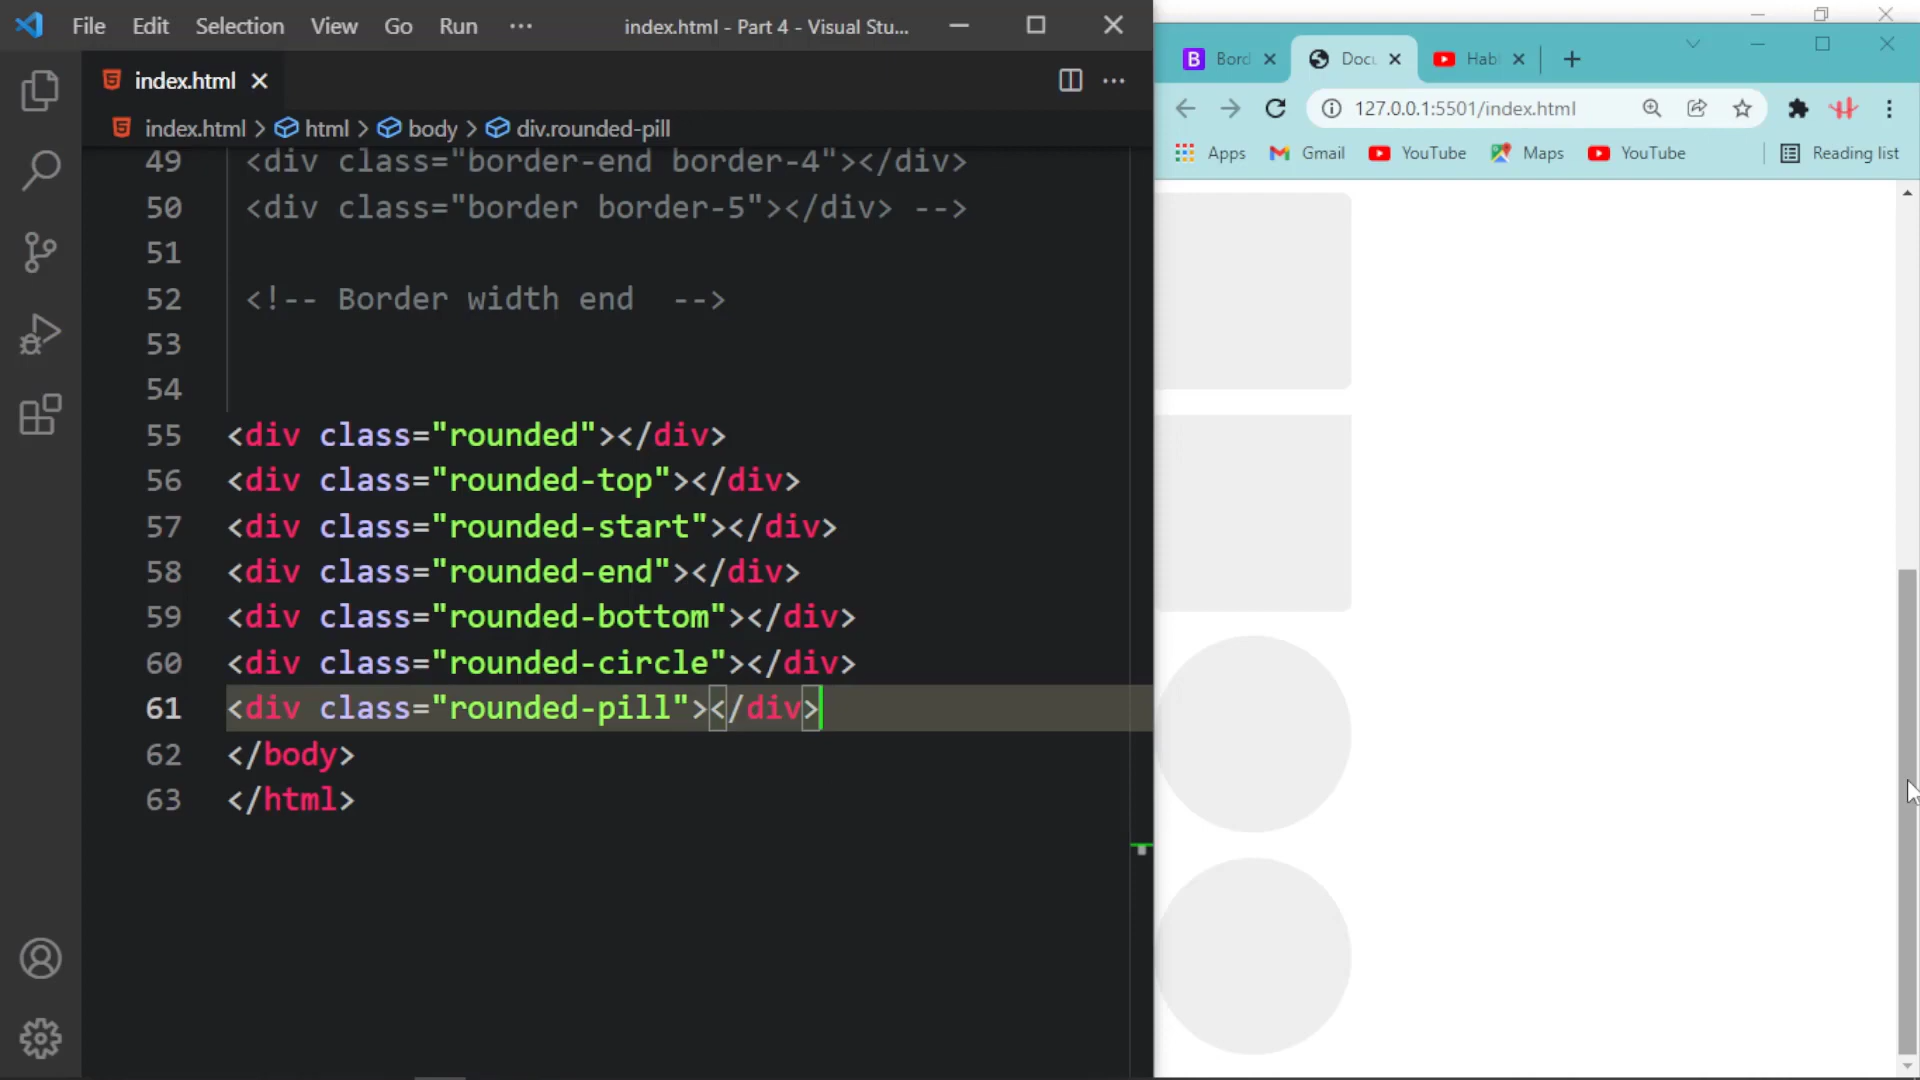 File Edit Selection View Go Run ··· index.html - Part 4 - Visual Stu...
index.html
index.html > html > body > div.rounded-pill
49 <div class="border-end border-4"></div>
50 <div class="border border-5"></div> -->
51
52 <!-- Border width end  -->
53
54
55 <div class="rounded"></div>
56 <div class="rounded-top"></div>
57 <div class="rounded-start"></div>
58 <div class="rounded-end"></div>
59 <div class="rounded-bottom"></div>
60 <div class="rounded-circle"></div>
61 <div class="rounded-pill"></div>
62 </body>
63 </html>
B Bord Docu Habl
127.0.0.1:5501/index.html
Apps Gmail YouTube Maps YouTube Reading list